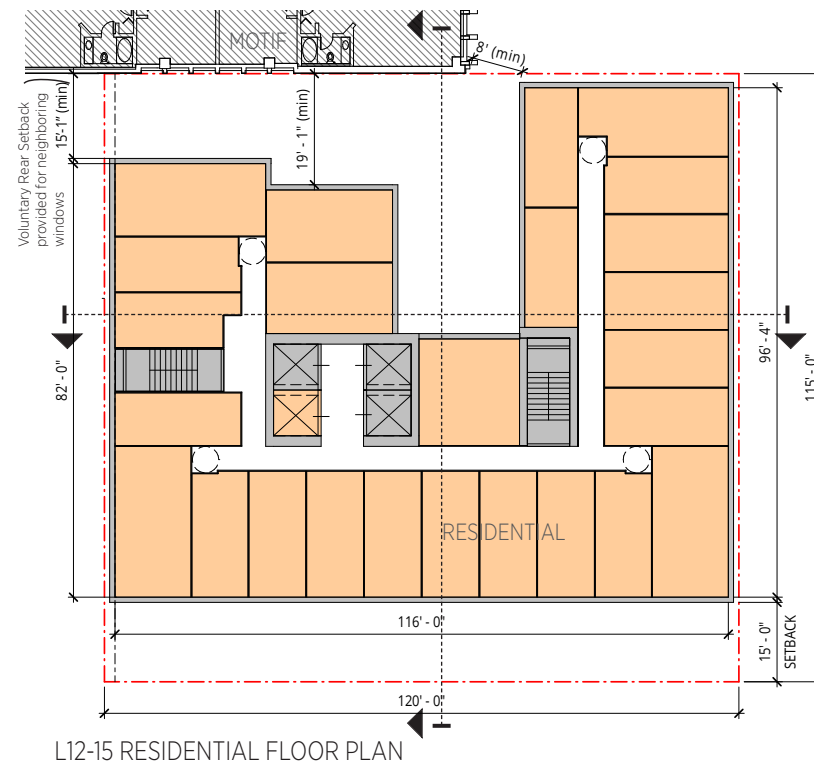 MOTIF
8' (min)
15'-1" (min)
19' - 1" (min)
Voluntary Rear Setback
provided for neighboring
windows
82' - 0"
96' - 4"
115' - 0"
RESIDENTIAL
116' - 0"
15' - 0"
SETBACK
120' - 0"
L12-15 RESIDENTIAL FLOOR PLAN